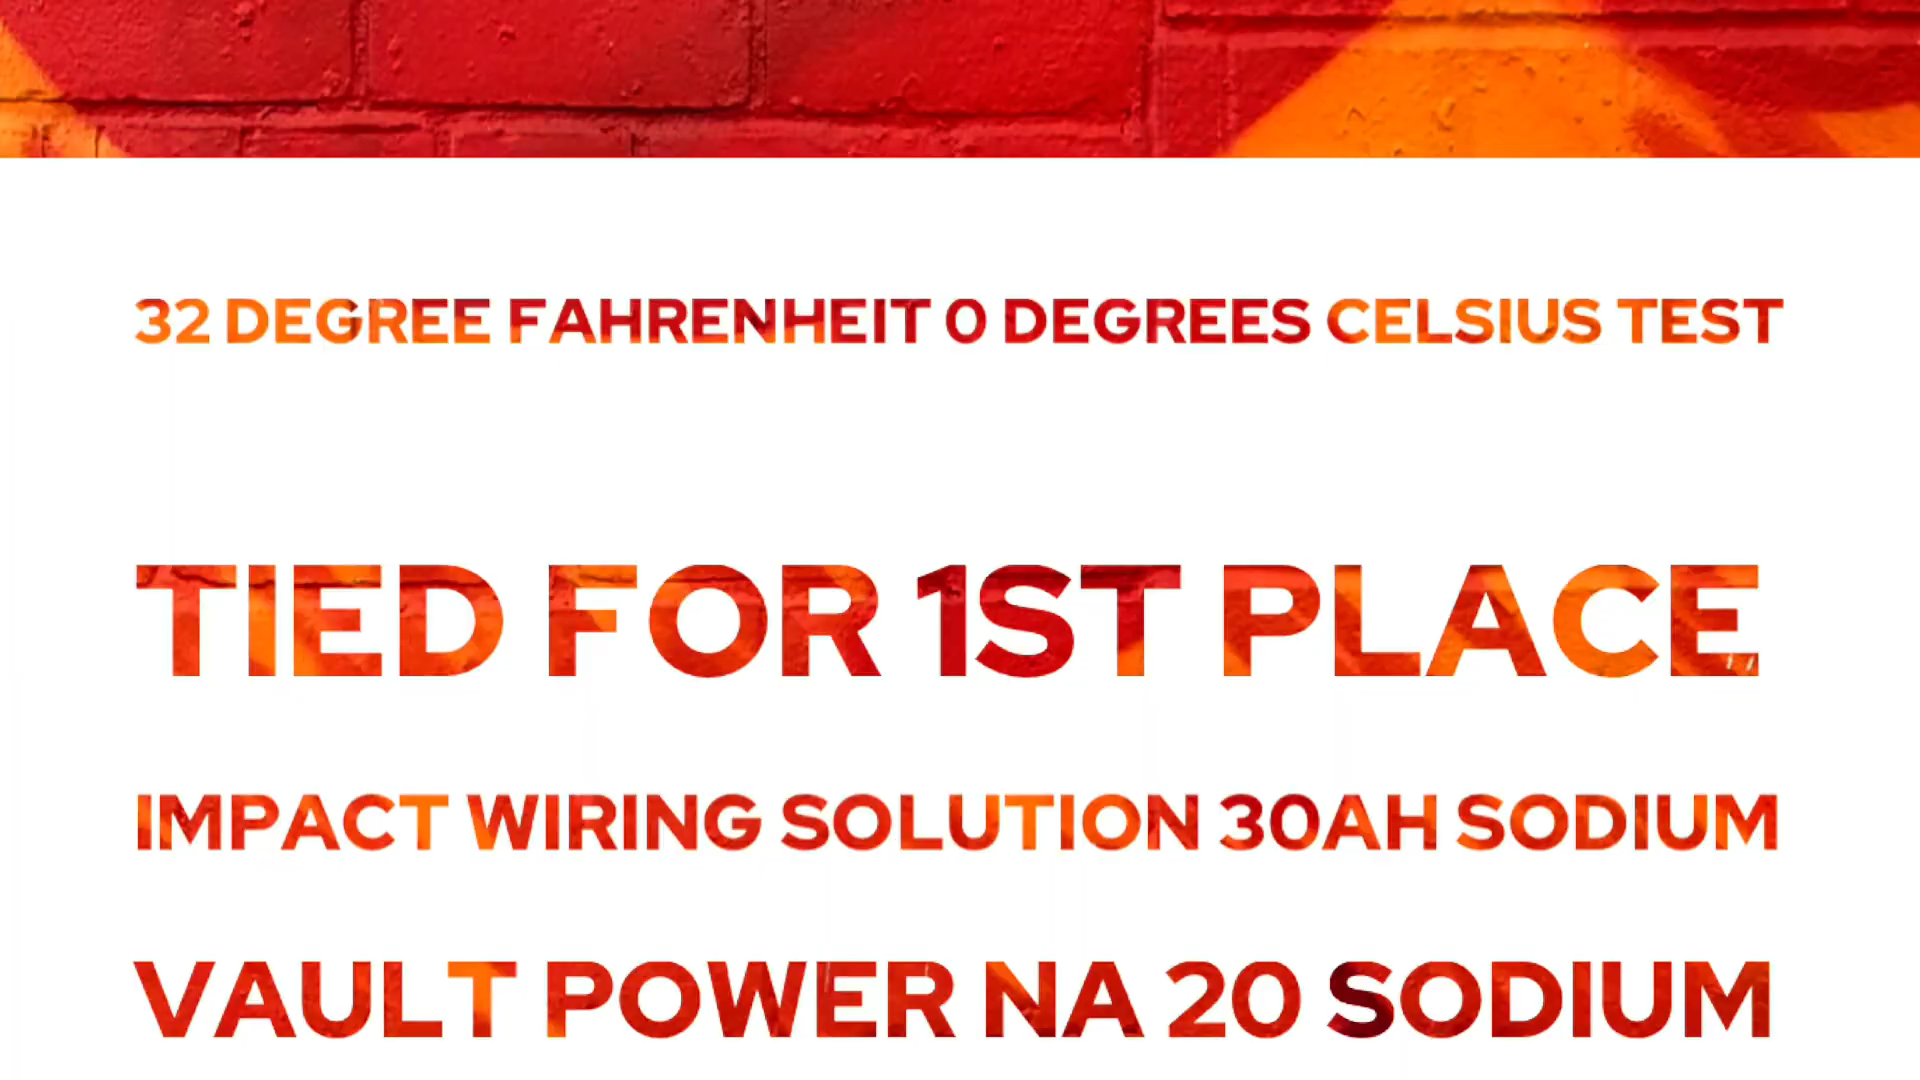 32 DEGREE FAHRENHEIT 0 DEGREES CELSIUS TEST
TIED FOR 1ST PLACE
IMPACT WIRING SOLUTION 30AH SODIUM
VAULT POWER NA 20 SODIUM